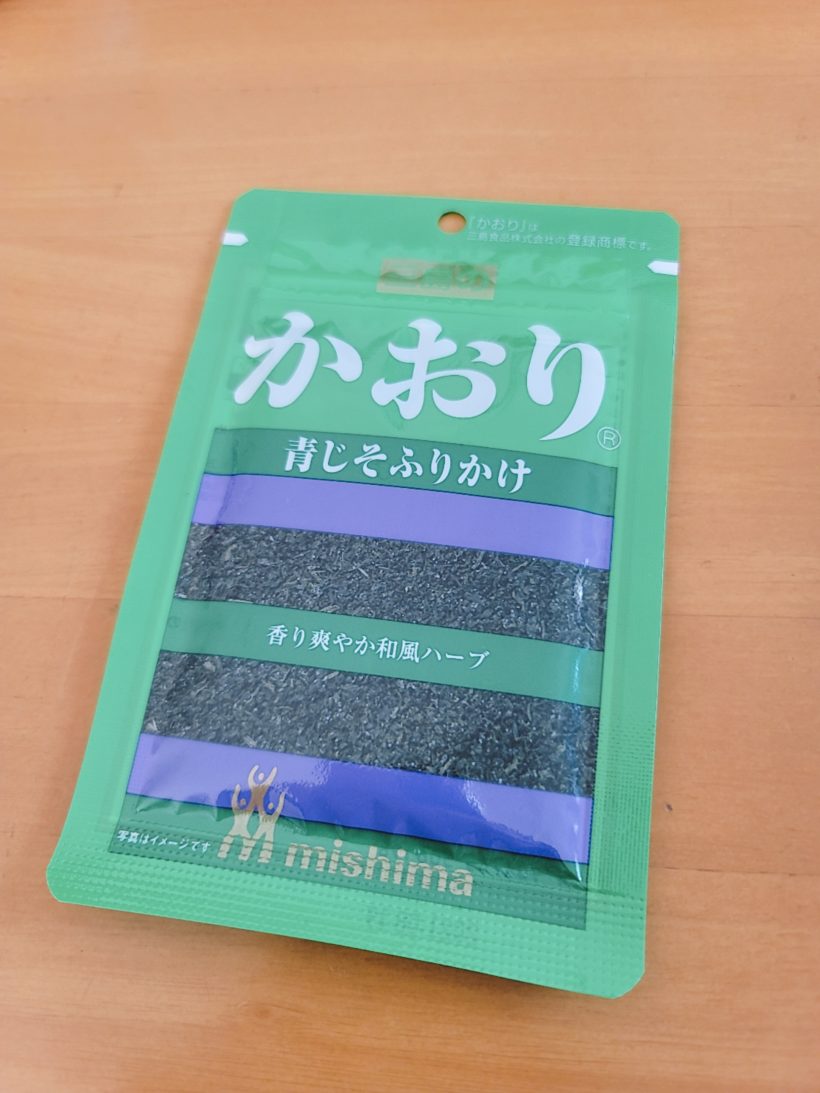 「かおり」は
三島食品株式会社の登録商標です。
かおり®
青じそふりかけ
香り爽やか和風ハーブ
写真はイメージです
mishima